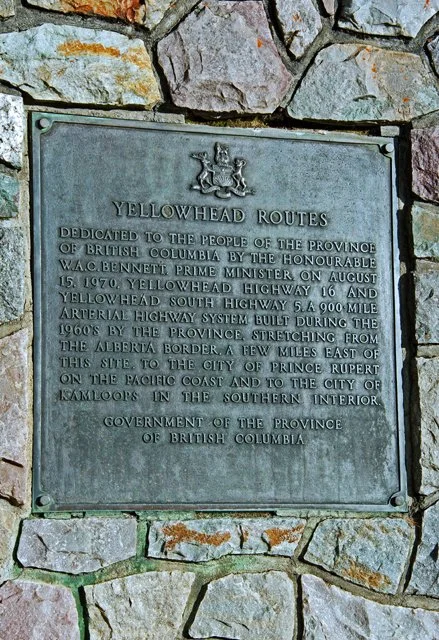 YELLOWHEAD ROUTES
DEDICATED TO THE PEOPLE OF THE PROVINCE
OF BRITISH COLUMBIA BY THE HONOURABLE
W.A.C. BENNETT, PRIME MINISTER, ON AUGUST
15, 1970, YELLOWHEAD HIGHWAY 16 AND
YELLOWHEAD SOUTH HIGHWAY 5, A 900 MILE
ARTERIAL HIGHWAY SYSTEM BUILT DURING THE
1960'S BY THE PROVINCE, STRETCHING FROM
THE ALBERTA BORDER, A FEW MILES EAST OF
THIS SITE, TO THE CITY OF PRINCE RUPERT
ON THE PACIFIC COAST AND TO THE CITY OF
KAMLOOPS IN THE SOUTHERN INTERIOR.
GOVERNMENT OF THE PROVINCE
OF BRITISH COLUMBIA